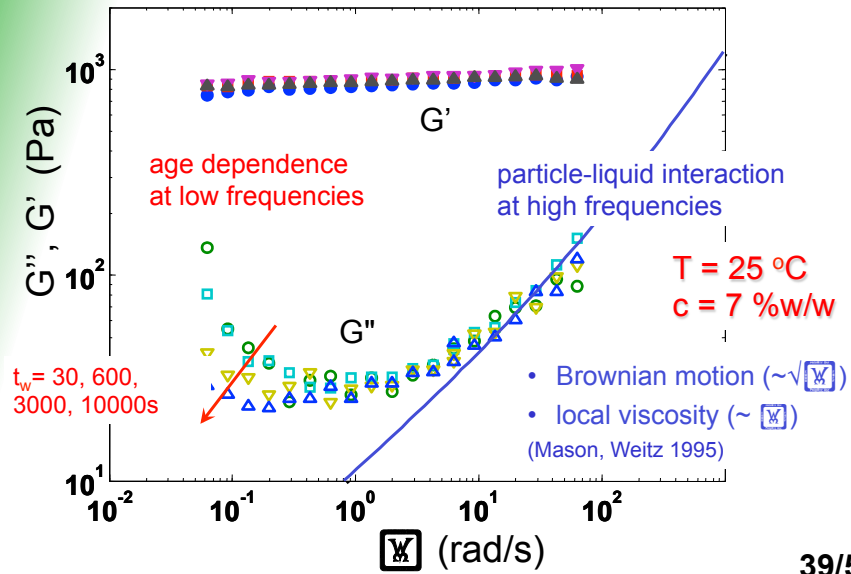 10³
G'
age dependence
at low frequencies
particle-liquid interaction
at high frequencies
G'', G' (Pa)
10²
T = 25 ºC
c = 7 %w/w
G"
t_w= 30, 600,
3000, 10000s
• Brownian motion (~√)
• local viscosity (~ )
(Mason, Weitz 1995)
10¹
10⁻² 10⁻¹ 10⁰ 10¹ 10²
(rad/s)
39/5